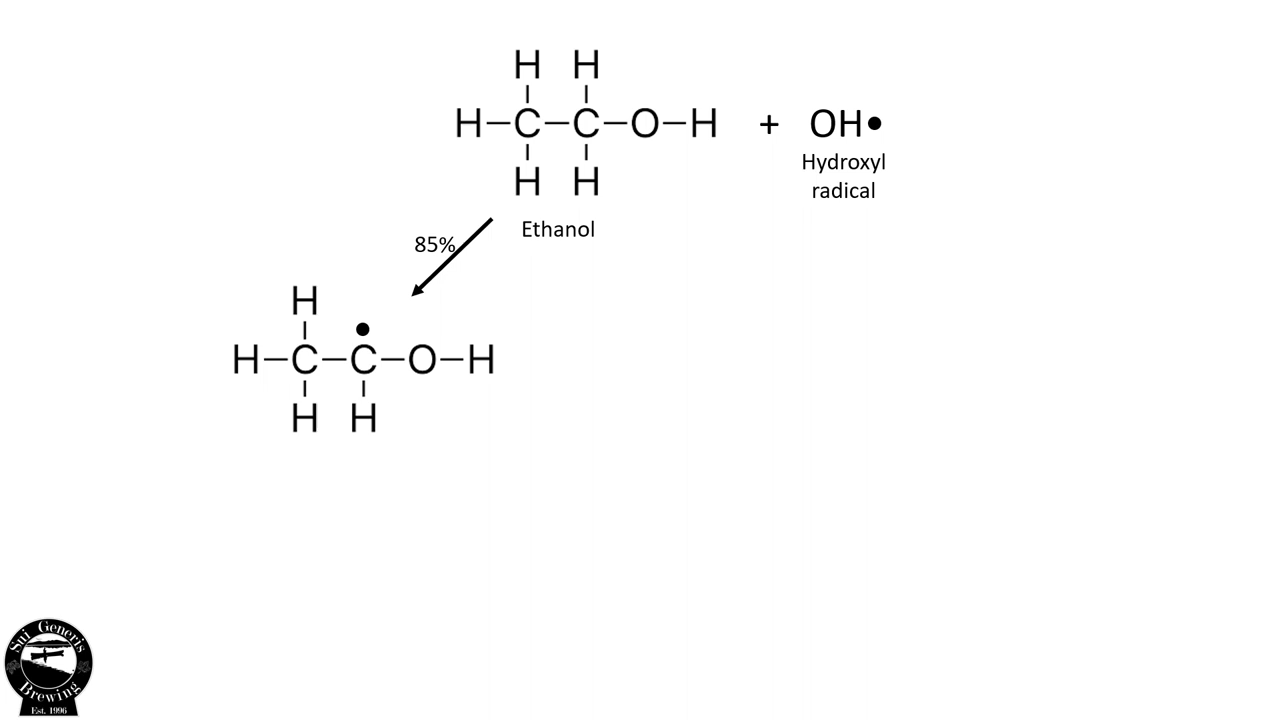 H H
H–C–C–O–H + OH•
H H
Hydroxyl
radical
Ethanol
85%
H •
H–C–C–O–H
H H
Sui Generis
Brewing
Est. 1996